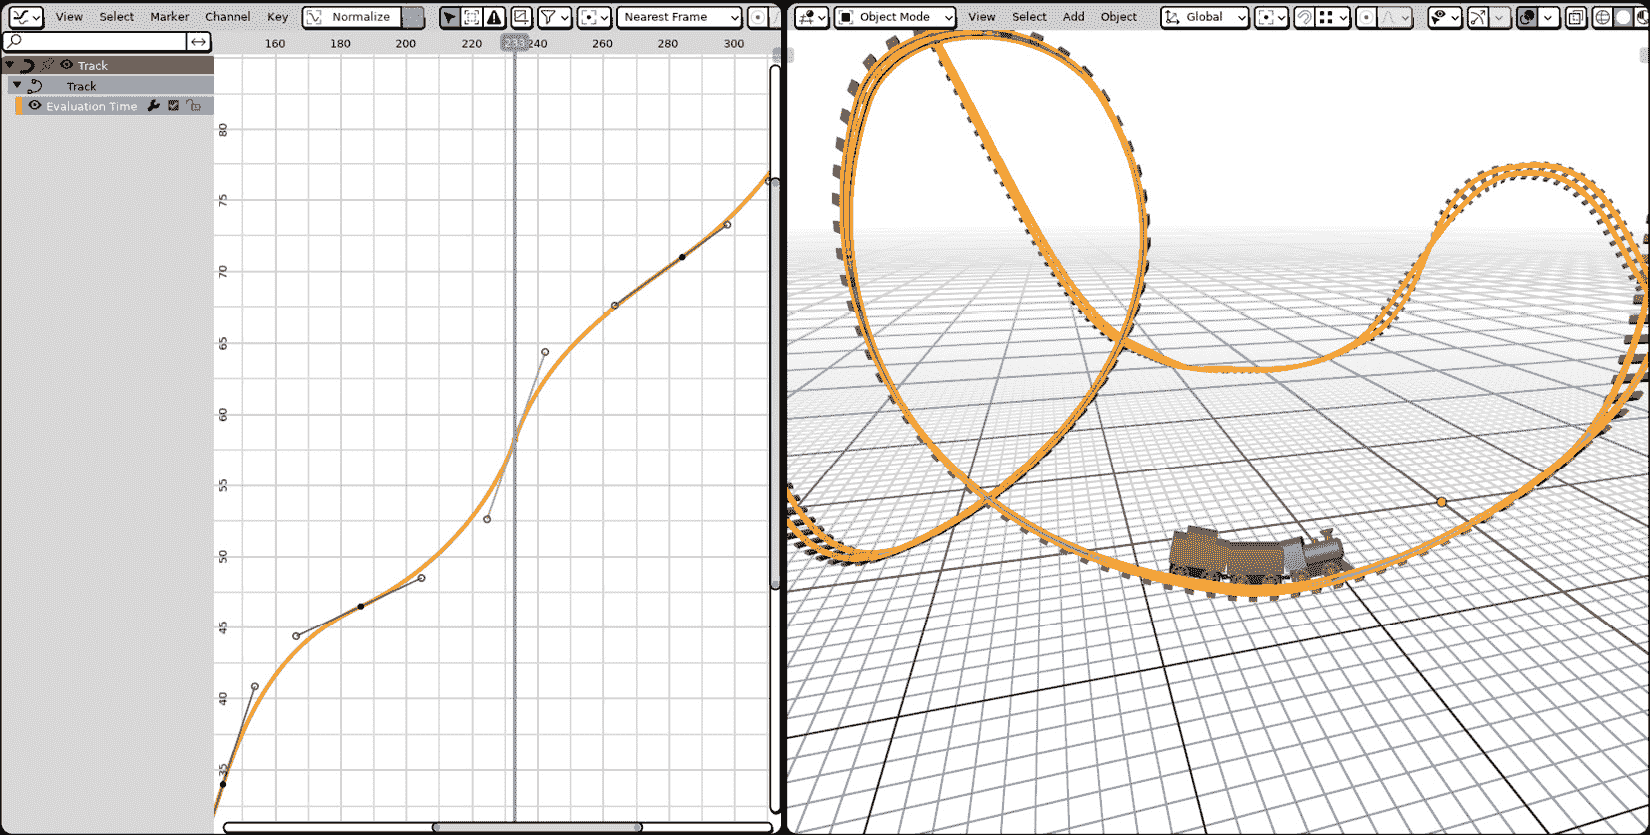 View Select Marker Channel Key Normalize Nearest Frame
Object Mode View Select Add Object Global
160 180 200 220 233 240 260 280 300
Track
Track
Evaluation Time
80
75
70
65
60
55
50
45
40
35